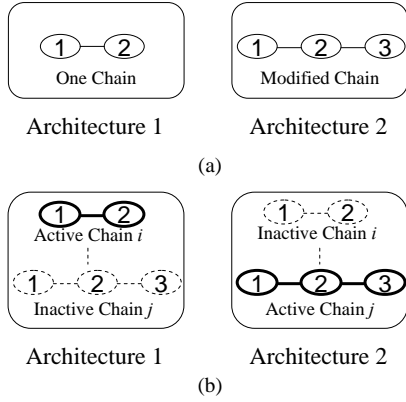 1 2
One Chain
Architecture 1
1 2 3
Modified Chain
Architecture 2
(a)
1 2
Active Chain i
1 2 3
Inactive Chain j
Architecture 1
1 2
Inactive Chain i
1 2 3
Active Chain j
Architecture 2
(b)